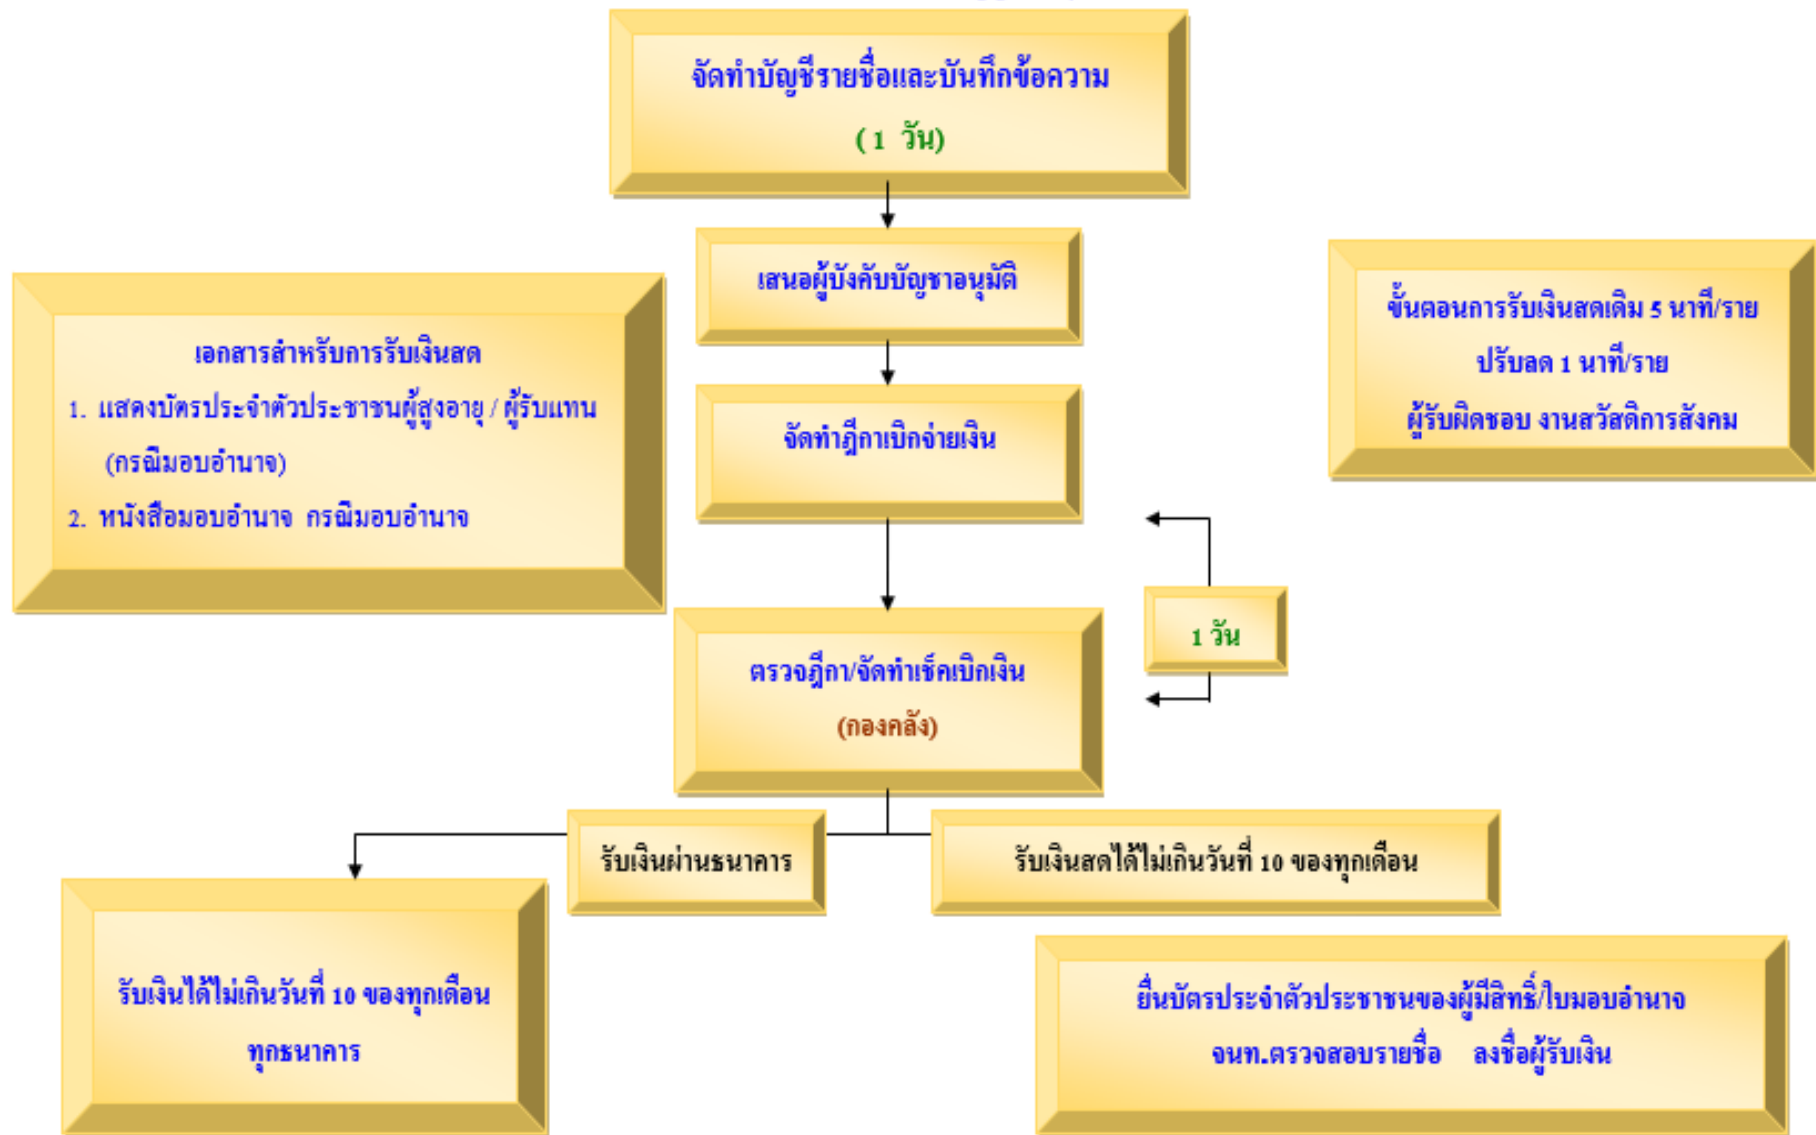 จัดทำบัญชีรายชื่อและบันทึกข้อความ
(1 วัน)
เสนอผู้บังคับบัญชาอนุมัติ
ขั้นตอนการรับเงินสดเดิม 5 นาที/ราย
ปรับลด 1 นาที/ราย
ผู้รับผิดชอบ งานสวัสดิการสังคม
เอกสารสำหรับการรับเงินสด
1. แสดงบัตรประจำตัวประชาชนผู้สูงอายุ / ผู้รับแทน
(กรณีมอบอำนาจ)
2. หนังสือมอบอำนาจ กรณีมอบอำนาจ
จัดทำฎีกาเบิกจ่ายเงิน
1 วัน
ตรวจฎีกา/จัดทำเช็คเบิกเงิน
(กองคลัง)
รับเงินผ่านธนาคาร
รับเงินสดได้ไม่เกินวันที่ 10 ของทุกเดือน
รับเงินได้ไม่เกินวันที่ 10 ของทุกเดือน
ทุกธนาคาร
ยื่นบัตรประจำตัวประชาชนของผู้มีสิทธิ์/ใบมอบอำนาจ
จนท.ตรวจสอบรายชื่อ ลงชื่อผู้รับเงิน